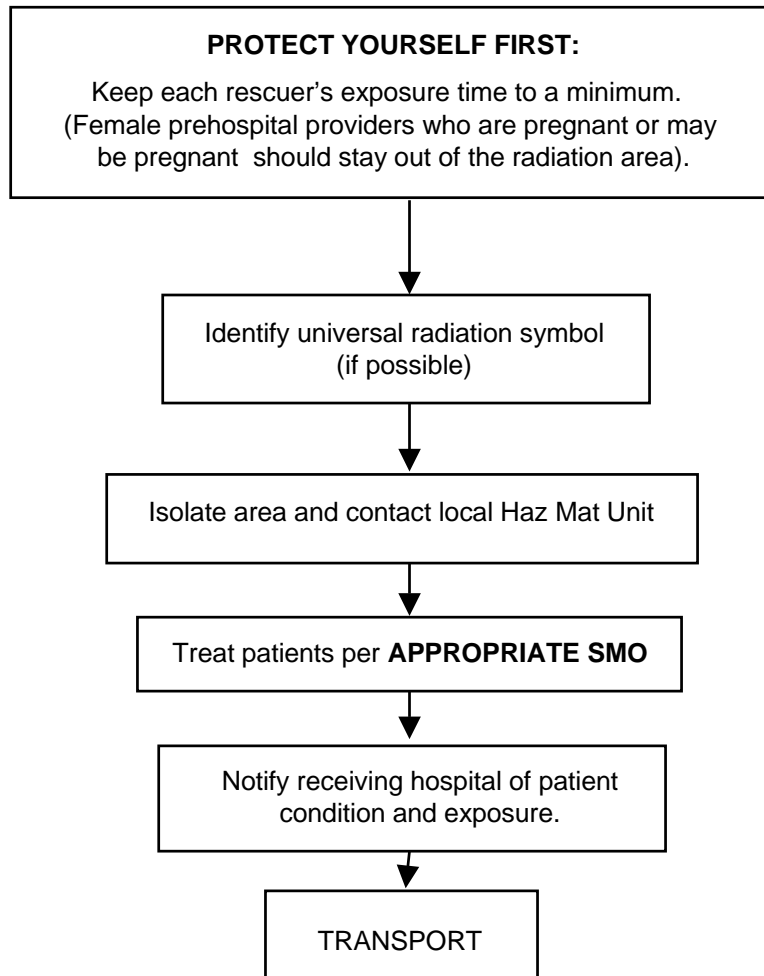 PROTECT YOURSELF FIRST:
Keep each rescuer’s exposure time to a minimum.
(Female prehospital providers who are pregnant or may
be pregnant  should stay out of the radiation area).
Identify universal radiation symbol
(if possible)
Isolate area and contact local Haz Mat Unit
Treat patients per APPROPRIATE SMO
Notify receiving hospital of patient
condition and exposure.
TRANSPORT